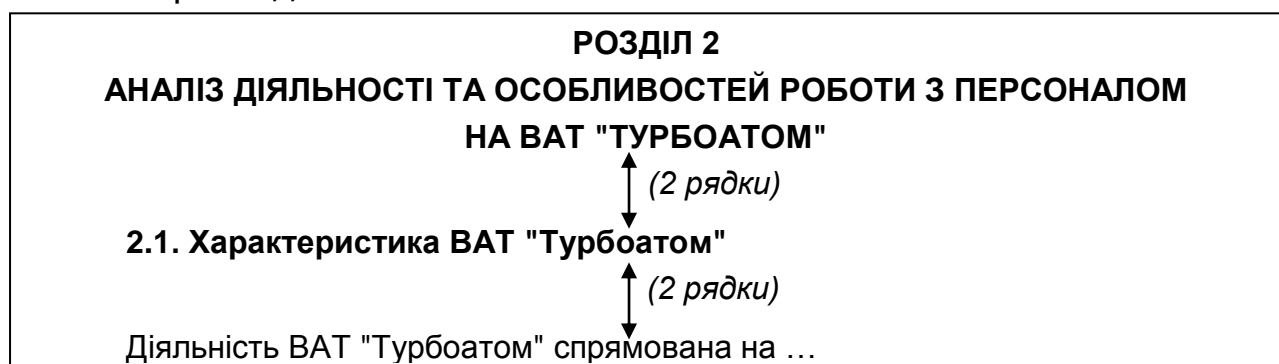 РОЗДІЛ 2
АНАЛІЗ ДІЯЛЬНОСТІ ТА ОСОБЛИВОСТЕЙ РОБОТИ З ПЕРСОНАЛОМ
НА ВАТ "ТУРБОАТОМ"
(2 рядки)
2.1. Характеристика ВАТ "Турбоатом"
(2 рядки)
Діяльність ВАТ "Турбоатом" спрямована на …